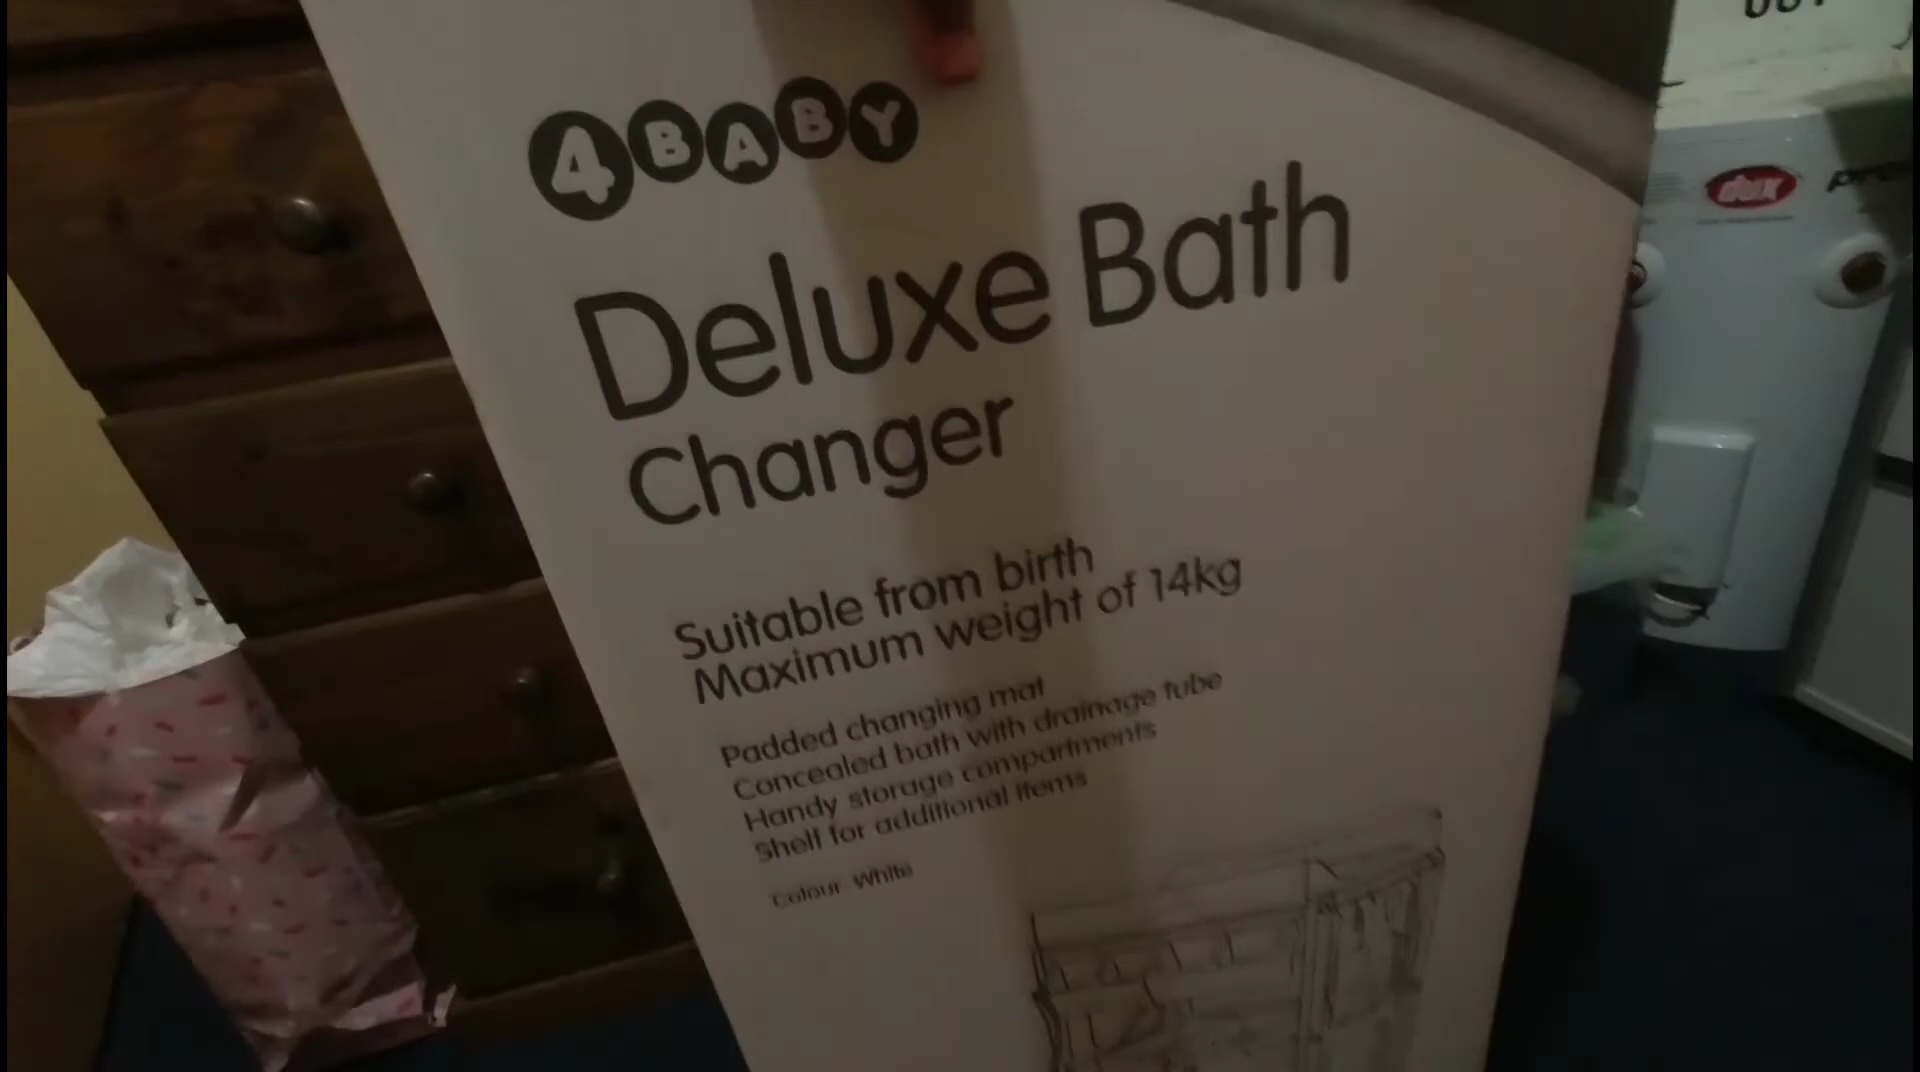 4BABY
Deluxe Bath
Changer
Suitable from birth
Maximum weight of 14kg
Padded changing mat
Concealed bath with drainage tube
Handy storage compartments
Shelf for additional items
Colour White
dux